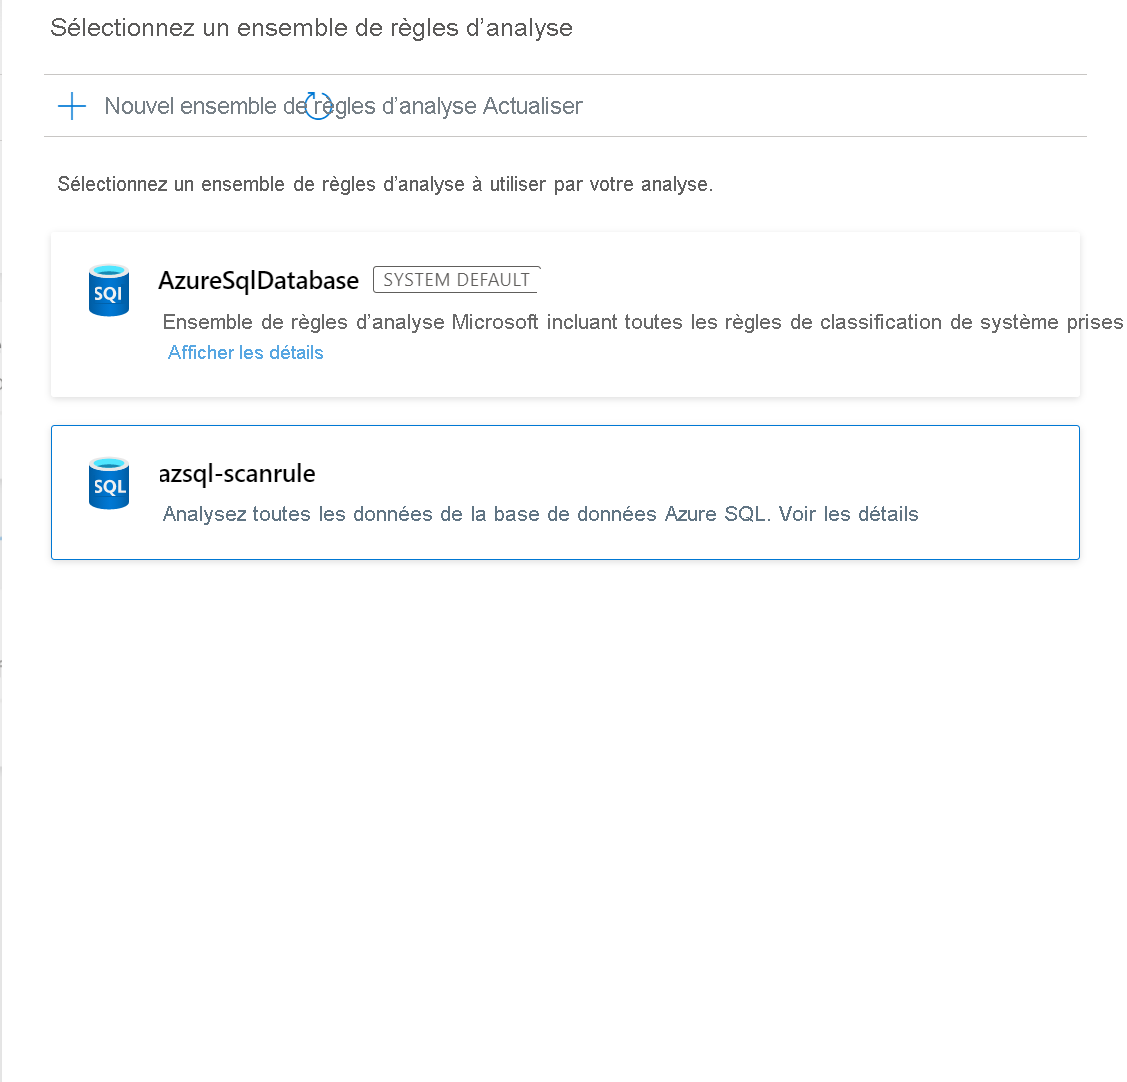 Sélectionnez un ensemble de règles d’analyse
Nouvel ensemble de règles d’analyse Actualiser
Sélectionnez un ensemble de règles d’analyse à utiliser par votre analyse.
SQl
AzureSqlDatabase SYSTEM DEFAULT
Ensemble de règles d’analyse Microsoft incluant toutes les règles de classification de système prises
Afficher les détails
SQL
azsql-scanrule
Analysez toutes les données de la base de données Azure SQL. Voir les détails